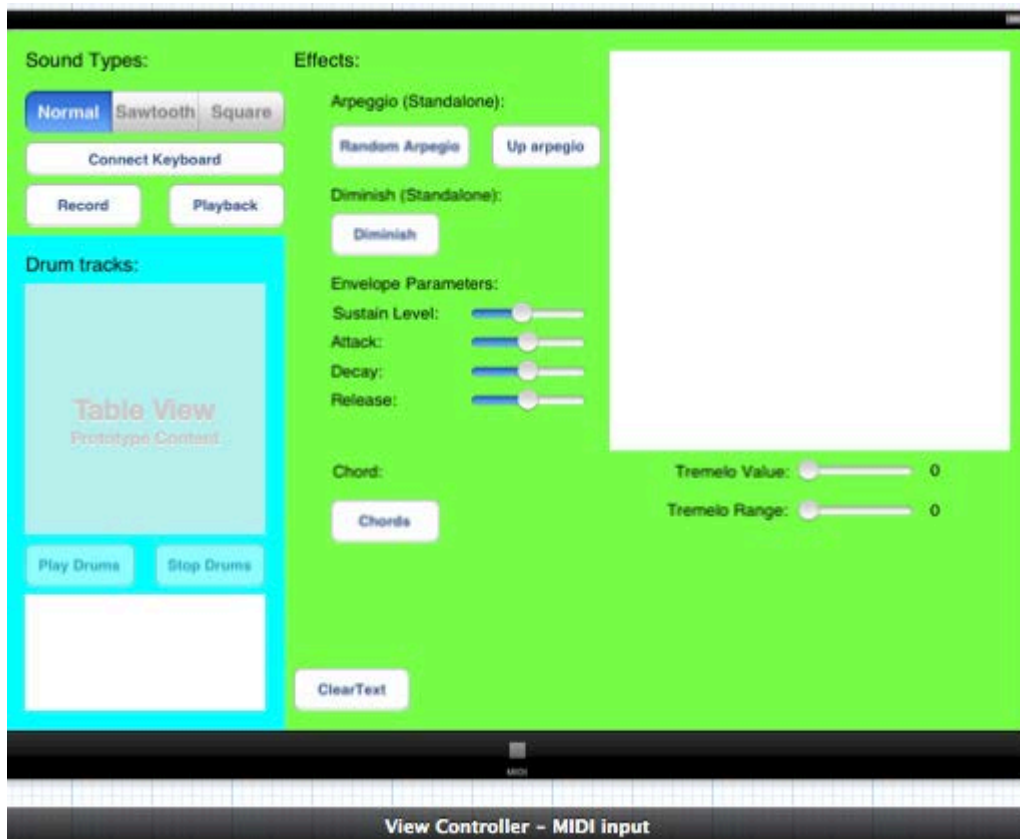 Sound Types:
Normal Sawtooth Square
Connect Keyboard
Record Playback
Drum tracks:
Table View
Prototype Content
Play Drums Stop Drums
Effects:
Arpeggio (Standalone):
Random Arpegio Up arpegio
Diminish (Standalone):
Diminish
Envelope Parameters:
Sustain Level:
Attack:
Decay:
Release:
Chord:
Chords
Tremelo Value: 0
Tremelo Range: 0
ClearText
MIDI
View Controller – MIDI input